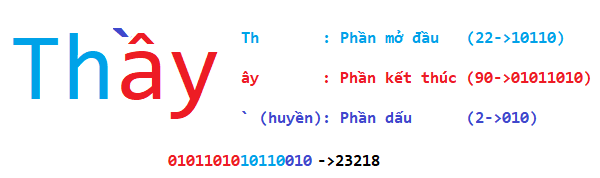 Thầy
Th : Phần mở đầu (22->10110)
ây : Phần kết thúc (90->01011010)
` (huyền): Phần dấu (2->010)
0101101010110010 ->23218